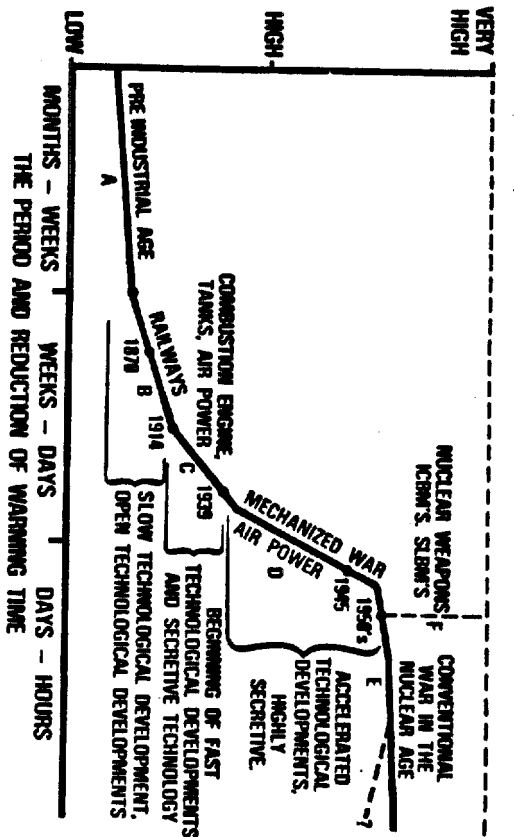 VERY
HIGH
HIGH
LOW
PRE INDUSTRIAL AGE
A
RAILWAYS
1870
B
1914
COMBUSTION ENGINE,
TANKS, AIR POWER
C
1939
MECHANIZED WAR
AIR POWER
D
1945
1950's
NUCLEAR WEAPONS
ICBM'S. SLBM'S.
F
CONVENTIONAL
WAR IN THE
NUCLEAR AGE
E
?
ACCELERATED
TECHNOLOGICAL
DEVELOPMENTS,
HIGHLY
SECRETIVE.
BEGINNING OF FAST
TECHNOLOGICAL DEVELOPMENTS
AND SECRETIVE TECHNOLOGY
SLOW TECHNOLOGICAL DEVELOPMENT,
OPEN TECHNOLOGICAL DEVELOPMENTS
MONTHS – WEEKS
WEEKS – DAYS
DAYS – HOURS
THE PERIOD AND REDUCTION OF WARNING TIME